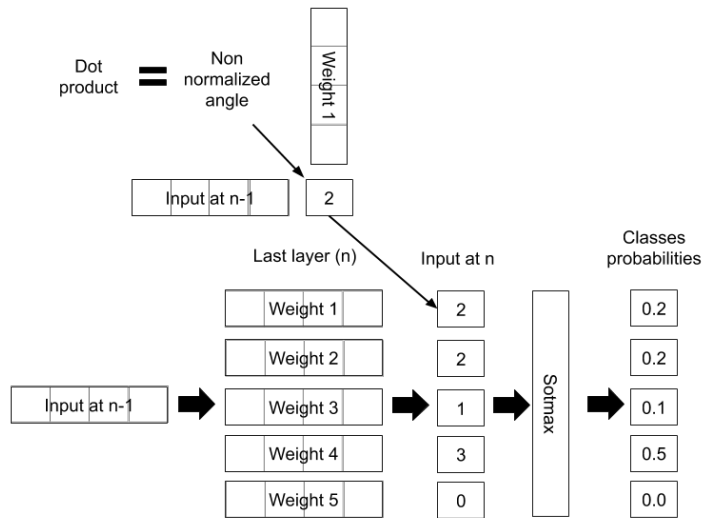 Dot
product
=
Non
normalized
angle
Weight 1
Input at n-1
2
Last layer (n)
Input at n
Classes
probabilities
Weight 1
2
0.2
Weight 2
2
0.2
Input at n-1
Weight 3
1
Sotmax
0.1
Weight 4
3
0.5
Weight 5
0
0.0